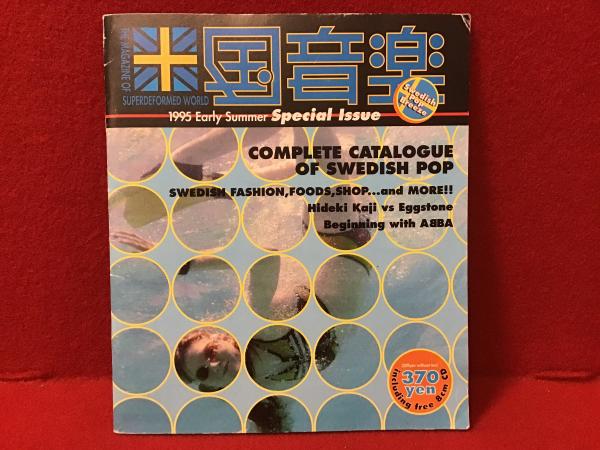 THE MAGAZINE OF
SUPERDEFORMED WORLD
米国音楽
Swedish
Pop
Breeze
1995 Early Summer Special Issue
COMPLETE CATALOGUE
OF SWEDISH POP
SWEDISH FASHION,FOODS,SHOP...and MORE!!
Hideki Kaji vs Eggstone
Beginning with ABBA
370
yen
including free 8cm CD